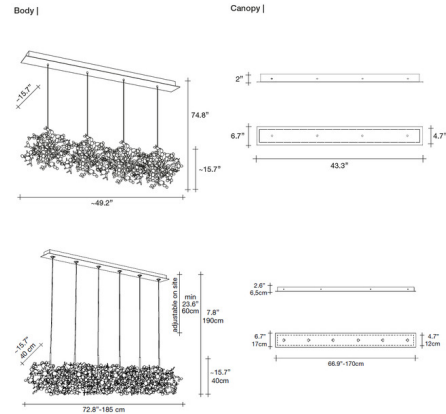 Body |
Canopy |
~15.7"
74.8"
~15.7"
~49.2"
2"
6.7"
4.7"
43.3"
adjustable on site
min
23.6"
60cm
7.8"
190cm
~15.7"
40 cm
~15.7"
40cm
72.8"-185 cm
2.6"
6,5cm
6.7"
17cm
4.7"
12cm
66.9"-170cm